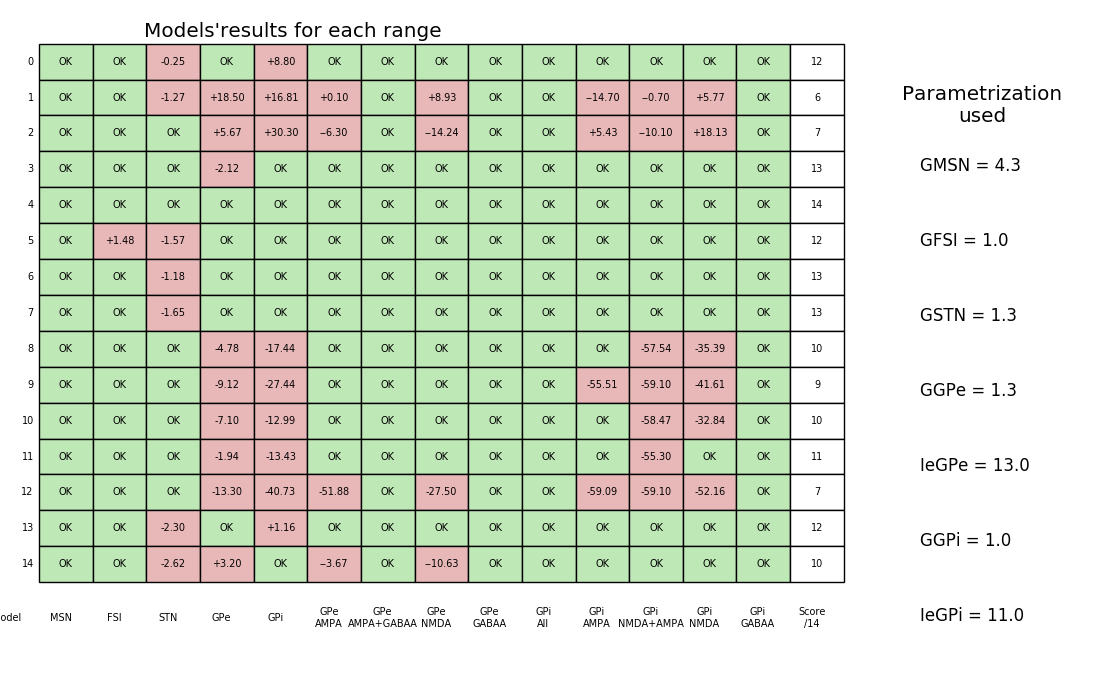 Models'results for each range
0 OK OK -0.25 OK +8.80 OK OK OK OK OK OK OK OK OK 12
1 OK OK -1.27 +18.50 +16.81 +0.10 OK +8.93 OK OK −14.70 −0.70 +5.77 OK 6
2 OK OK OK +5.67 +30.30 −6.30 OK −14.24 OK OK +5.43 −10.10 +18.13 OK 7
3 OK OK OK -2.12 OK OK OK OK OK OK OK OK OK OK 13
4 OK OK OK OK OK OK OK OK OK OK OK OK OK OK 14
5 OK +1.48 -1.57 OK OK OK OK OK OK OK OK OK OK OK 12
6 OK OK -1.18 OK OK OK OK OK OK OK OK OK OK OK 13
7 OK OK -1.65 OK OK OK OK OK OK OK OK OK OK OK 13
8 OK OK OK -4.78 -17.44 OK OK OK OK OK OK -57.54 -35.39 OK 10
9 OK OK OK -9.12 -27.44 OK OK OK OK OK -55.51 -59.10 -41.61 OK 9
10 OK OK OK -7.10 -12.99 OK OK OK OK OK OK -58.47 -32.84 OK 10
11 OK OK OK -1.94 -13.43 OK OK OK OK OK OK -55.30 OK OK 11
12 OK OK OK -13.30 -40.73 -51.88 OK -27.50 OK OK -59.09 -59.10 -52.16 OK 7
13 OK OK -2.30 OK +1.16 OK OK OK OK OK OK OK OK OK 12
14 OK OK -2.62 +3.20 OK −3.67 OK −10.63 OK OK OK OK OK OK 10
GPe GPe GPe GPe GPi GPi GPi GPi GPi Score
odel MSN FSI STN GPe GPi
AMPA AMPA+GABAA NMDA GABAA All AMPA NMDA+AMPA NMDA GABAA /14
Parametrization
used
GMSN = 4.3
GFSI = 1.0
GSTN = 1.3
GGPe = 1.3
IeGPe = 13.0
GGPi = 1.0
IeGPi = 11.0